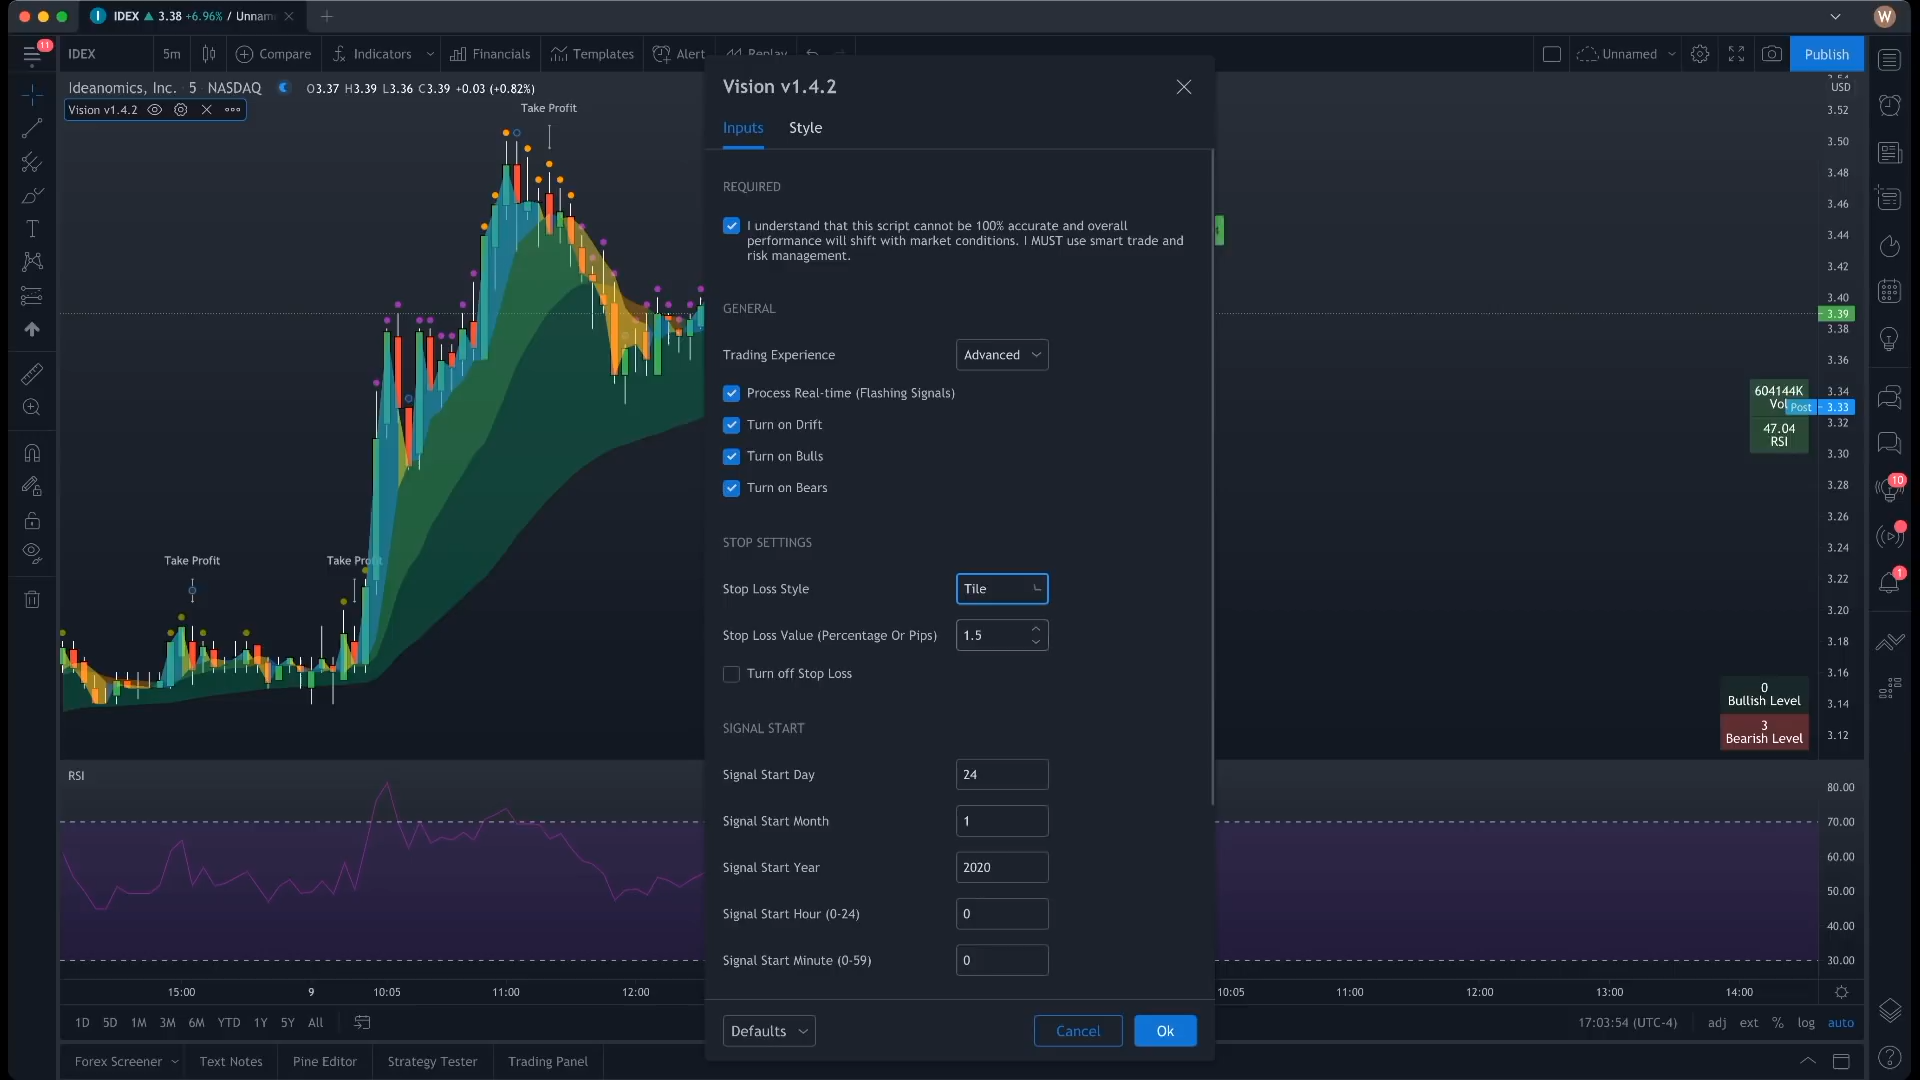 IDEX ▲ 3.38 +6.96% / Unnam
W
11
IDEX
5m
Compare
Indicators
Financials
Templates
Alert
Replay
Unnamed
Publish
Ideanomics, Inc. 5 NASDAQ
O3.37 H3.39 L3.36 C3.39 +0.03 (+0.82%)
Vision v1.4.2
Take Profit
Take Profit
Take Profit
Vision v1.4.2
Inputs
Style
REQUIRED
I understand that this script cannot be 100% accurate and overall
performance will shift with market conditions. I MUST use smart trade and
risk management.
GENERAL
Trading Experience
Advanced
Process Real-time (Flashing Signals)
Turn on Drift
Turn on Bulls
Turn on Bears
STOP SETTINGS
Stop Loss Style
Tile
Stop Loss Value (Percentage Or Pips)
1.5
Turn off Stop Loss
SIGNAL START
Signal Start Day
24
Signal Start Month
1
Signal Start Year
2020
Signal Start Hour (0-24)
0
Signal Start Minute (0-59)
0
Defaults
Cancel
Ok
3.54
USD
3.52
3.50
3.48
3.46
3.44
3.42
3.40
3.39
3.38
3.36
3.34
Post
3.33
3.32
3.30
3.28
3.26
3.24
3.22
3.20
3.18
3.16
3.14
3.12
604144K
Vol
47.04
RSI
0
Bullish Level
3
Bearish Level
10
1
RSI
80.00
70.00
60.00
50.00
40.00
30.00
15:00
9
10:05
11:00
12:00
10:05
11:00
12:00
13:00
14:00
1D 5D 1M 3M 6M YTD 1Y 5Y All
17:03:54 (UTC-4)
adj ext % log auto
Forex Screener
Text Notes
Pine Editor
Strategy Tester
Trading Panel